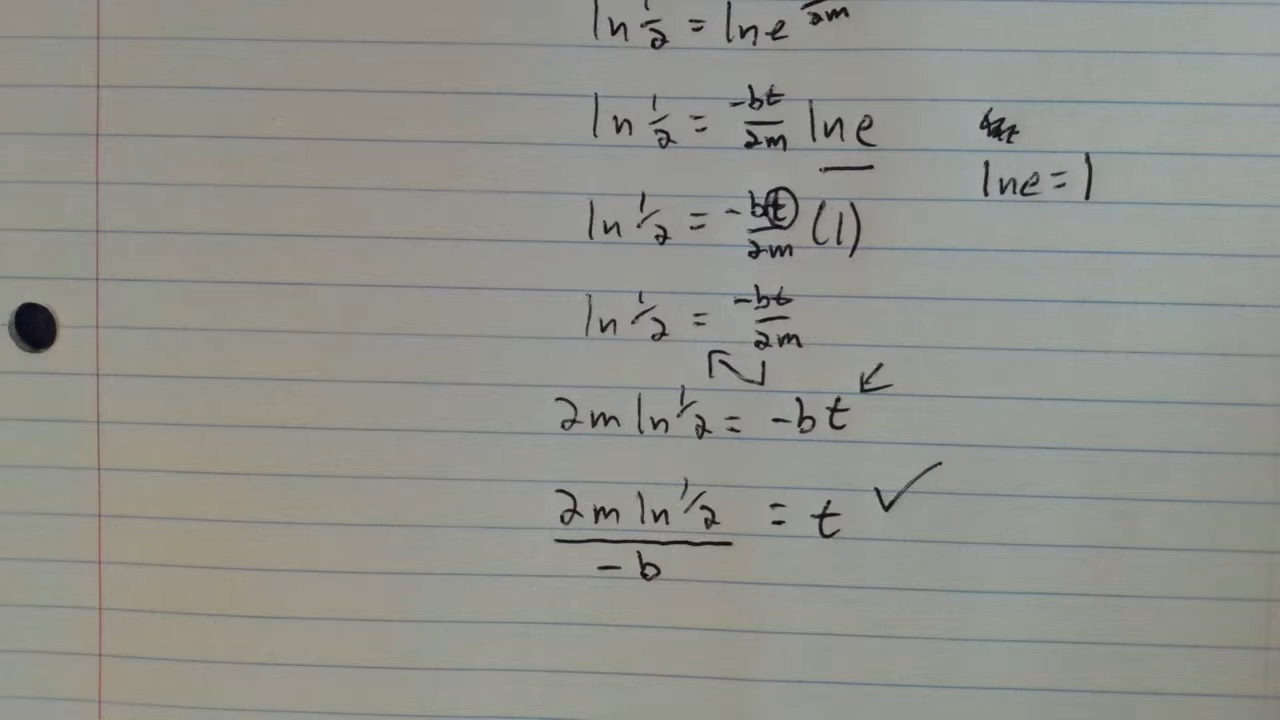 ln 1/2 = ln e 2m
ln 1/2 = -bt/2m ln e
ln e = 1
ln 1/2 = -bt/2m (1)
ln 1/2 = -bt/2m
2m ln 1/2 = -bt
2m ln 1/2 / -b = t ✓